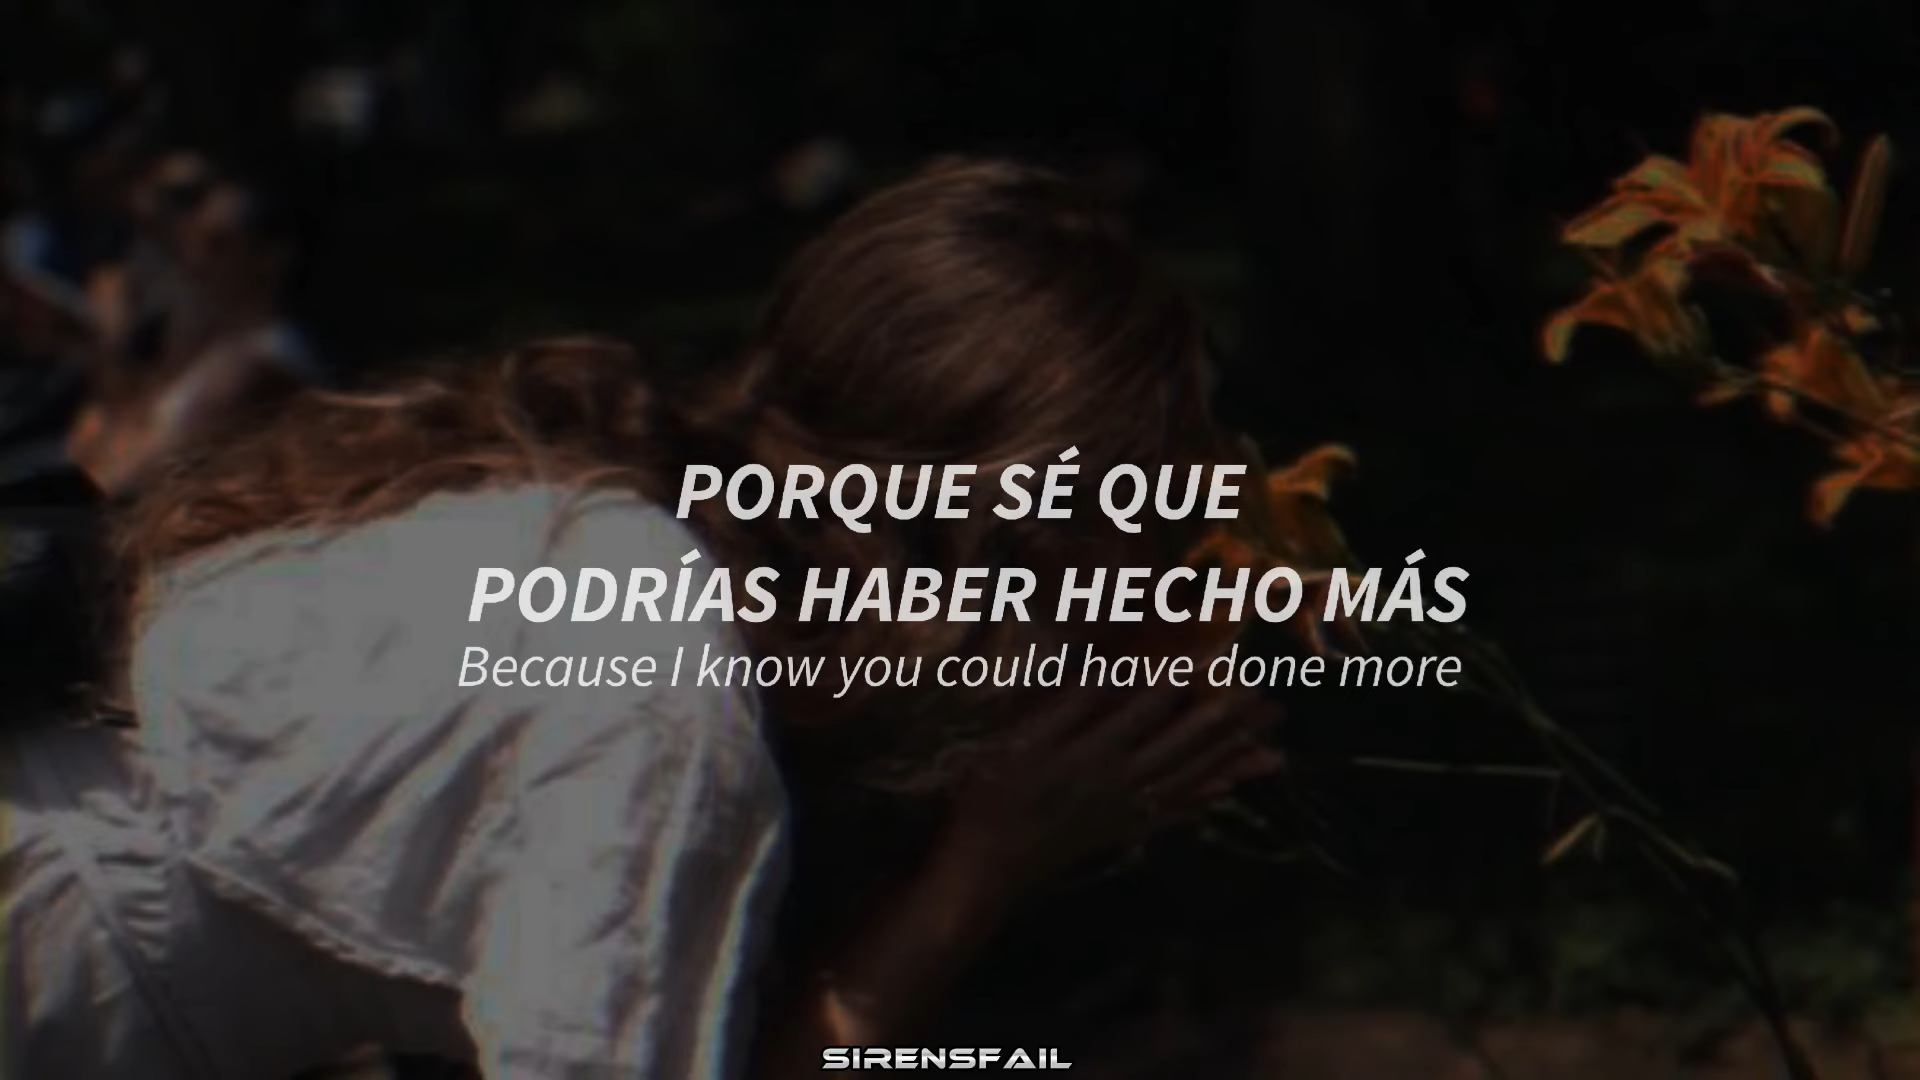 PORQUE SÉ QUE
PODRÍAS HABER HECHO MÁS
Because I know you could have done more
SIRENSFAIL